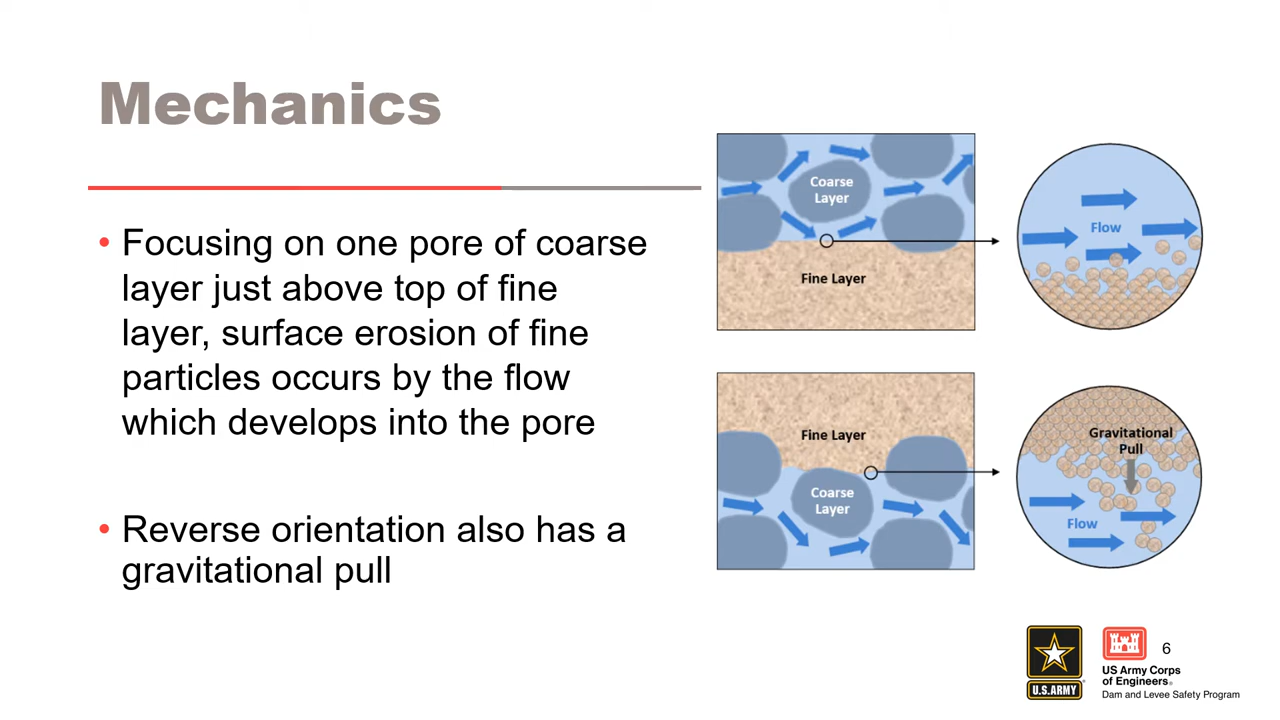 Mechanics
• Focusing on one pore of coarse
layer just above top of fine
layer, surface erosion of fine
particles occurs by the flow
which develops into the pore
• Reverse orientation also has a
gravitational pull
Coarse
Layer
Fine Layer
Flow
Fine Layer
Coarse
Layer
Gravitational
Pull
Flow
U.S.ARMY
US Army Corps
of Engineers®
Dam and Levee Safety Program
6